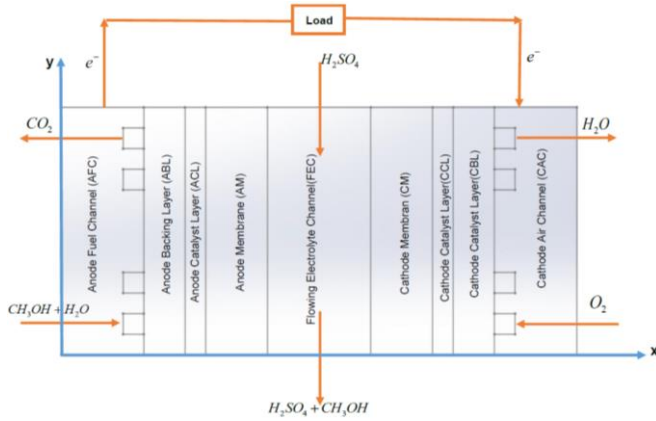 Load
y
e⁻
H₂SO₄
e⁻
CO₂
H₂O
Anode Fuel Channel (AFC)
Anode Backing Layer (ABL)
Anode Catalyst Layer (ACL)
Anode Membrane (AM)
Flowing Electrolyte Channel(FEC)
Cathode Membran (CM)
Cathode Catalyst Layer(CCL)
Cathode Catalyst Layer(CBL)
Cathode Air Channel (CAC)
CH₃OH + H₂O
O₂
x
H₂SO₄ + CH₃OH